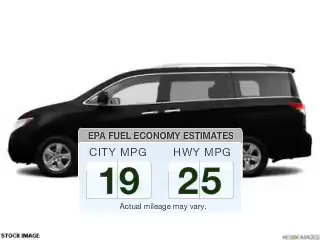 EPA FUEL ECONOMY ESTIMATES
CITY MPG HWY MPG
19 25
Actual mileage may vary.
STOCK IMAGE